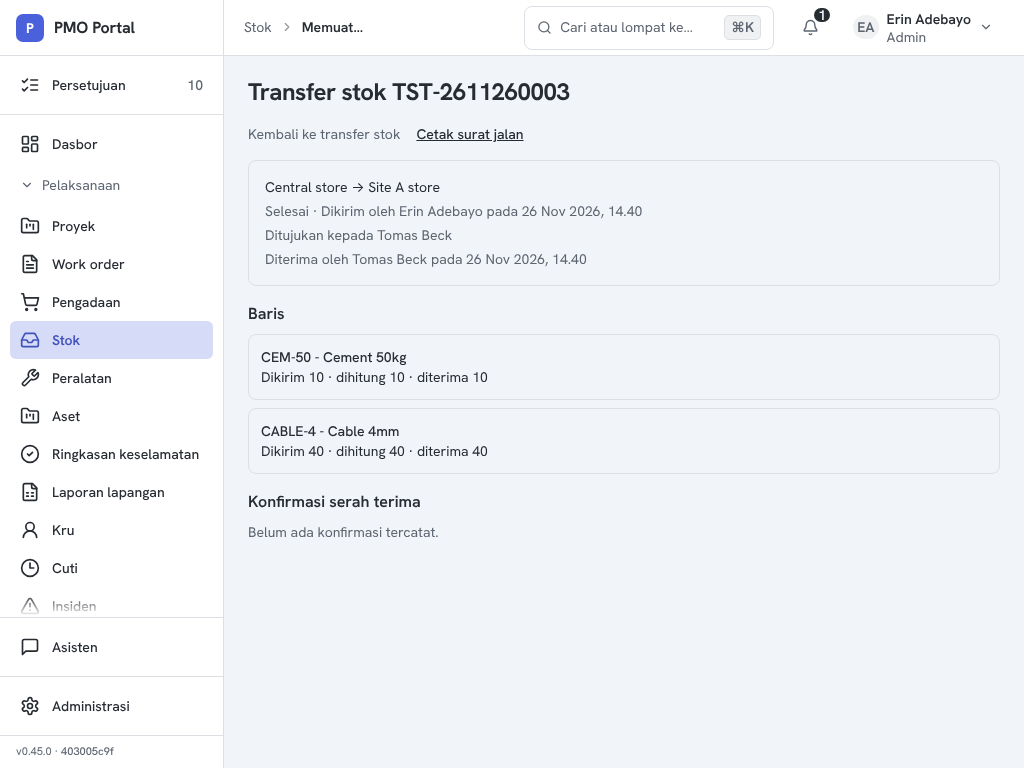 P PMO Portal
Stok > Memuat...
Cari atau lompat ke... ⌘K
1
EA Erin Adebayo
Admin
Persetujuan 10
Dasbor
Pelaksanaan
Proyek
Work order
Pengadaan
Stok
Peralatan
Aset
Ringkasan keselamatan
Laporan lapangan
Kru
Cuti
Insiden
Asisten
Administrasi
v0.45.0 · 403005c9f
Transfer stok TST-2611260003
Kembali ke transfer stok Cetak surat jalan
Central store → Site A store
Selesai · Dikirim oleh Erin Adebayo pada 26 Nov 2026, 14.40
Ditujukan kepada Tomas Beck
Diterima oleh Tomas Beck pada 26 Nov 2026, 14.40
Baris
CEM-50 - Cement 50kg
Dikirim 10 · dihitung 10 · diterima 10
CABLE-4 - Cable 4mm
Dikirim 40 · dihitung 40 · diterima 40
Konfirmasi serah terima
Belum ada konfirmasi tercatat.